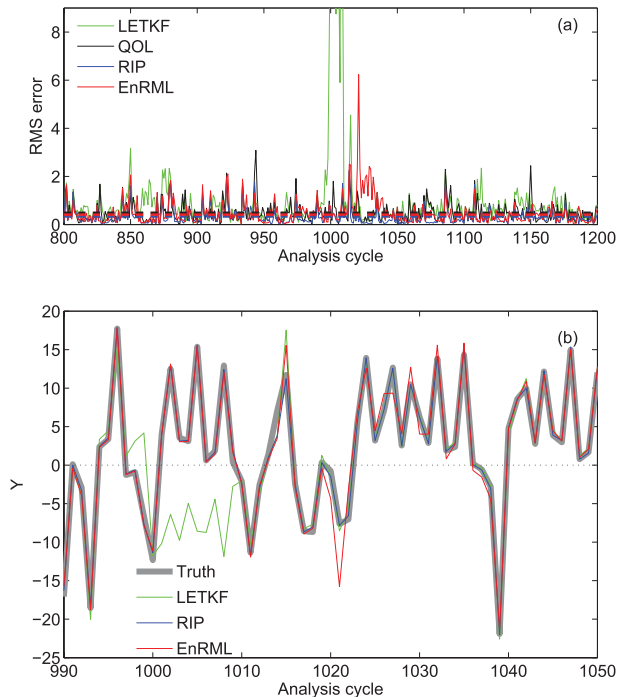 (a)
LETKF
QOL
RIP
EnRML
RMS error
8
6
4
2
0
800 850 900 950 1000 1050 1100 1150 1200
Analysis cycle
(b)
20
15
10
5
0
−5
−10
−15
−20
−25
Y
Truth
LETKF
RIP
EnRML
990 1000 1010 1020 1030 1040 1050
Analysis cycle